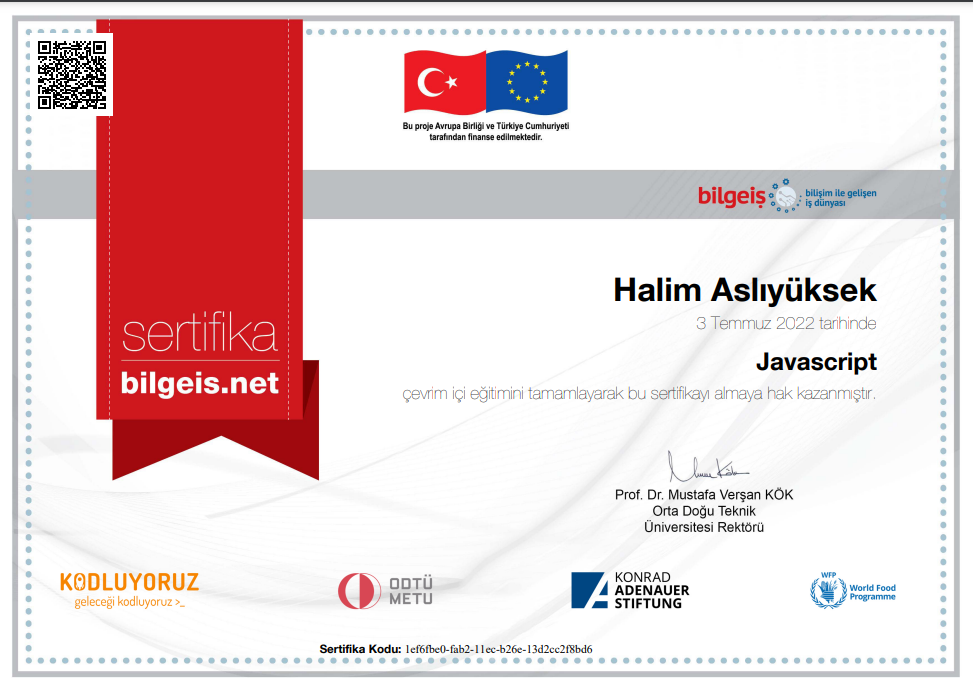 Bu proje Avrupa Birliği ve Türkiye Cumhuriyeti
tarafından finanse edilmektedir.
bilgeiş
bilişim ile gelişen
iş dünyası
sertifika
bilgeis.net
Halim Aslıyüksek
3 Temmuz 2022 tarihinde
Javascript
çevrim içi eğitimini tamamlayarak bu sertifikayı almaya hak kazanmıştır.
Prof. Dr. Mustafa Verşan KÖK
Orta Doğu Teknik
Üniversitesi Rektörü
KODLUYORUZ
geleceği kodluyoruz >_
ODTÜ
METU
KONRAD
ADENAUER
STIFTUNG
WFP
World Food
Programme
Sertifika Kodu: 1ef6fbe0-fab2-11ec-b26e-13d2cc2f8bd6